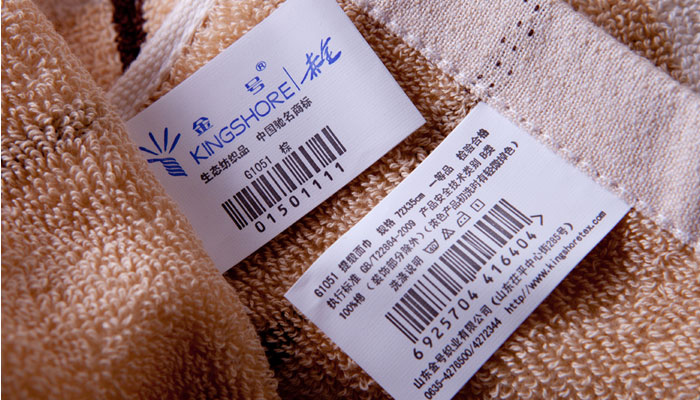 金号®
KINGSHORE
生态纺织品 中国驰名商标
G1051 棕
01501111
G1051 提缎面巾 规格 72X35cm 一等品 检验合格
执行标准 GB/T22864-2009 产品安全技术类别 B类
100%棉 (装饰部分除外)(浓色产品初洗时有轻微掉色)
洗涤说明
6925704 416404 >
山东金号织业有限公司 (山东茌平中心街285号)
0635-4276500/4272344 http//www.kingshoretex.com